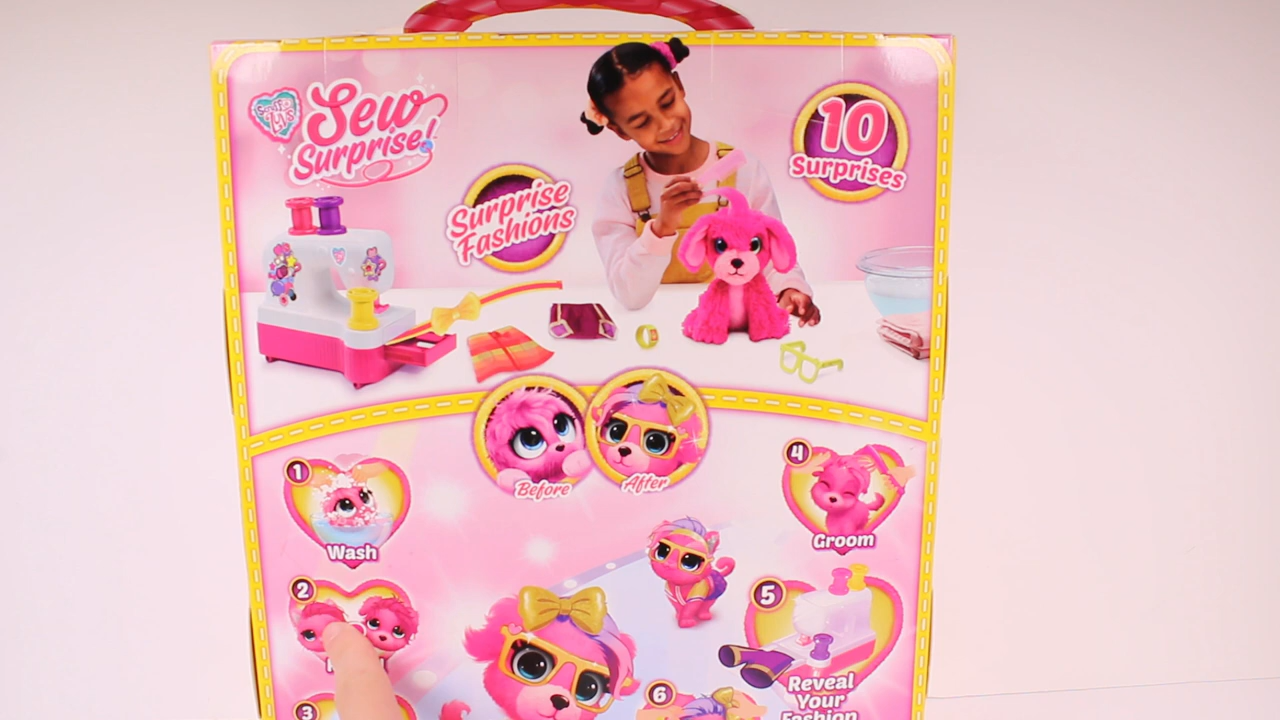 Scruff-a-Luvs
Sew
Surprise!
Surprise
Fashions
10
Surprises
Before
After
1
Wash
2
3
4
Groom
5
Reveal
Your
Fashion
6